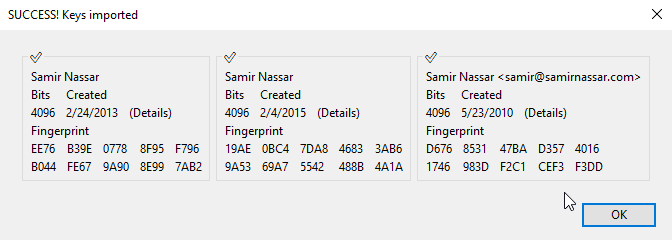 SUCCESS! Keys imported
Samir Nassar
Bits Created
4096 2/24/2013 (Details)
Fingerprint
EE76 B39E 0778 8F95 F796
B044 FE67 9A90 8E99 7AB2
Samir Nassar
Bits Created
4096 2/4/2015 (Details)
Fingerprint
19AE 0BC4 7DA8 4683 3AB6
9A53 69A7 5542 488B 4A1A
Samir Nassar <samir@samirnassar.com>
Bits Created
4096 5/23/2010 (Details)
Fingerprint
D676 8531 47BA D357 4016
1746 983D F2C1 CEF3 F3DD
OK